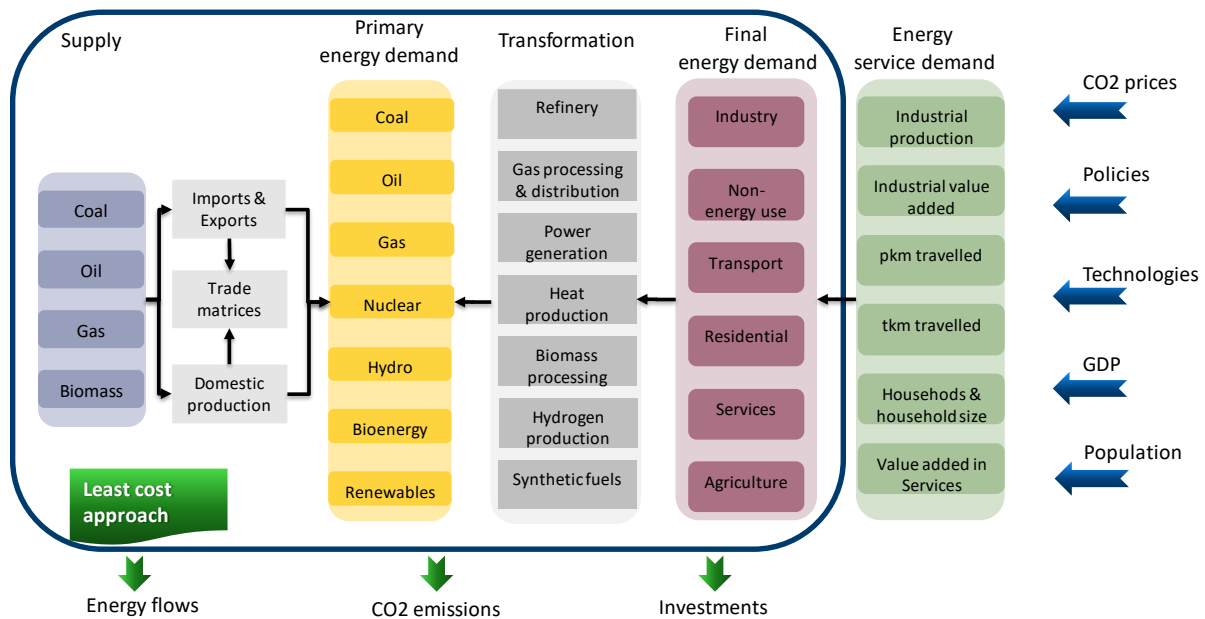 Supply
Primary
energy demand
Transformation
Final
energy demand
Energy
service demand
Coal
Oil
Gas
Biomass
Imports &
Exports
Trade
matrices
Domestic
production
Coal
Oil
Gas
Nuclear
Hydro
Bioenergy
Renewables
Refinery
Gas processing
& distribution
Power
generation
Heat
production
Biomass
processing
Hydrogen
production
Synthetic fuels
Industry
Non-
energy use
Transport
Residential
Services
Agriculture
Industrial
production
Industrial value
added
pkm travelled
tkm travelled
Househods &
household size
Value added in
Services
CO2 prices
Policies
Technologies
GDP
Population
Least cost
approach
Energy flows
CO2 emissions
Investments